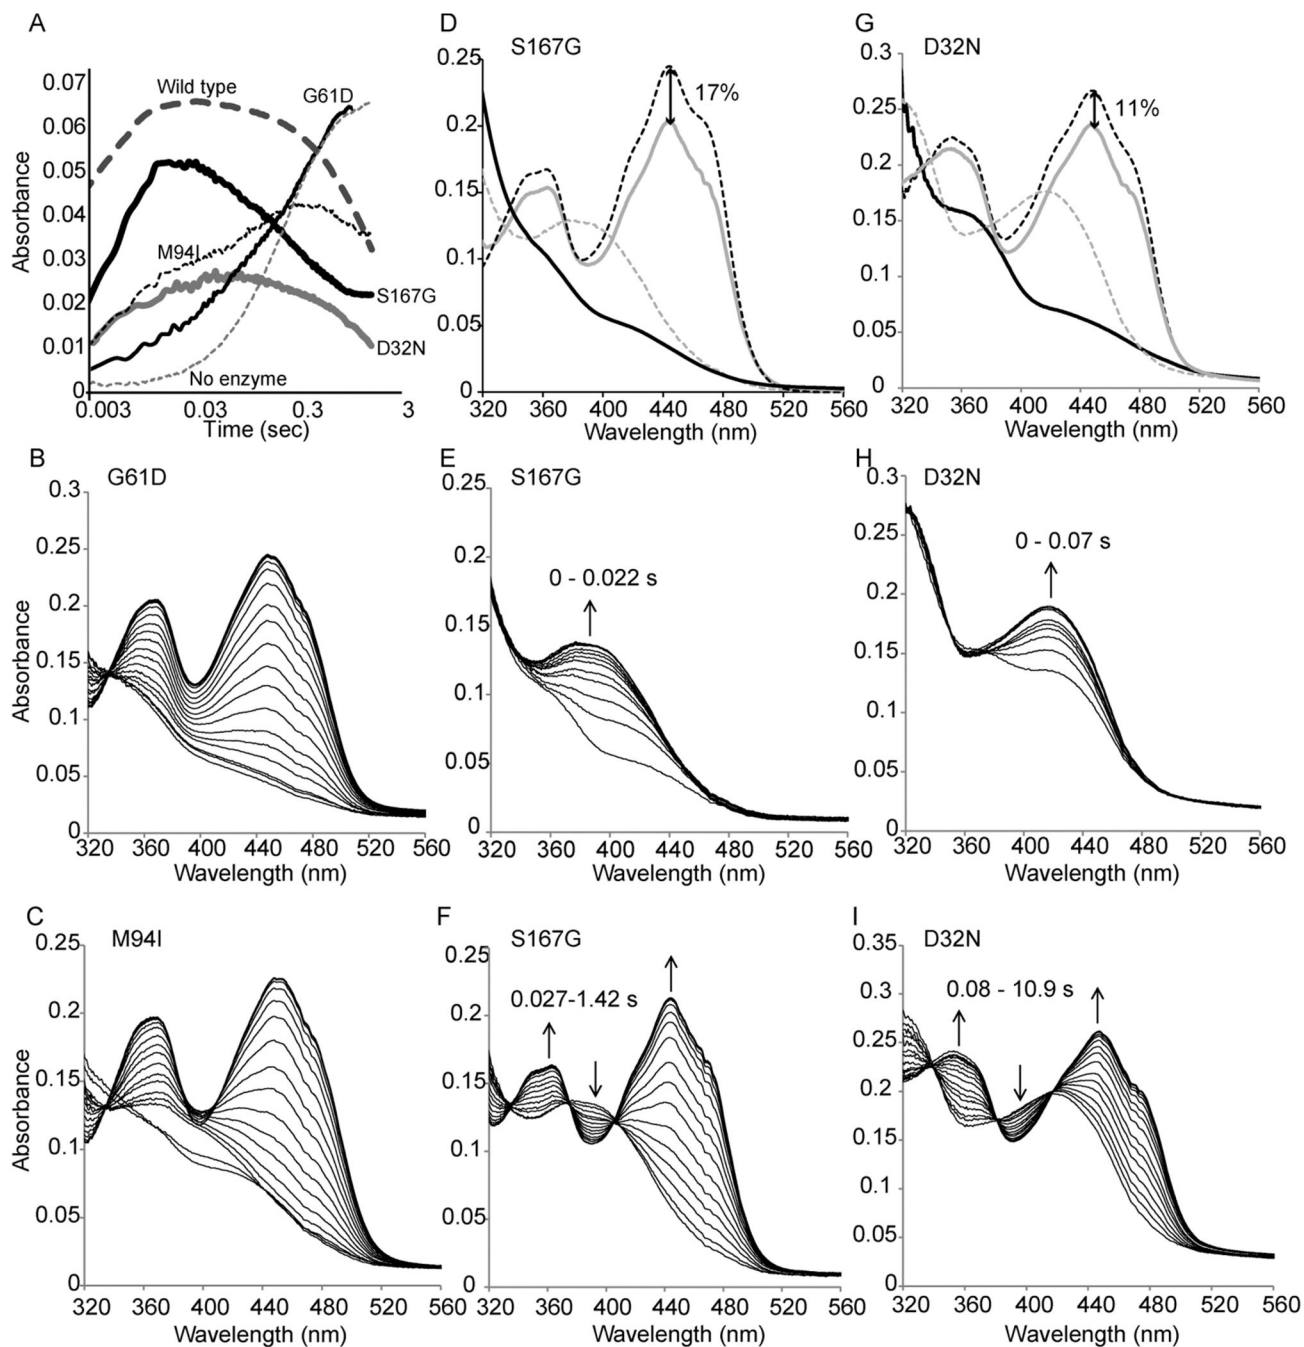 A
0.07
0.06
0.05
0.04
0.03
0.02
0.01
0
Absorbance
Wild type
G61D
M94I
S167G
D32N
No enzyme
0.003
0.03
0.3
3
Time (sec)
D
S167G
0.25
0.2
0.15
0.1
0.05
0
17%
320 360 400 440 480 520 560
Wavelength (nm)
G
D32N
0.3
0.25
0.2
0.15
0.1
0.05
0
11%
320 360 400 440 480 520 560
Wavelength (nm)
B
G61D
0.3
0.25
0.2
0.15
0.1
0.05
0
Absorbance
320 360 400 440 480 520 560
Wavelength (nm)
E
S167G
0.25
0.2
0.15
0.1
0.05
0
0 - 0.022 s
320 360 400 440 480 520 560
Wavelength (nm)
H
D32N
0.3
0.25
0.2
0.15
0.1
0.05
0
0 - 0.07 s
320 360 400 440 480 520 560
Wavelength (nm)
C
M94I
0.25
0.2
0.15
0.1
0.05
0
Absorbance
320 360 400 440 480 520 560
Wavelength (nm)
F
S167G
0.25
0.2
0.15
0.1
0.05
0
0.027-1.42 s
320 360 400 440 480 520 560
Wavelength (nm)
I
D32N
0.35
0.3
0.25
0.2
0.15
0.1
0.05
0
0.08 - 10.9 s
320 360 400 440 480 520 560
Wavelength (nm)